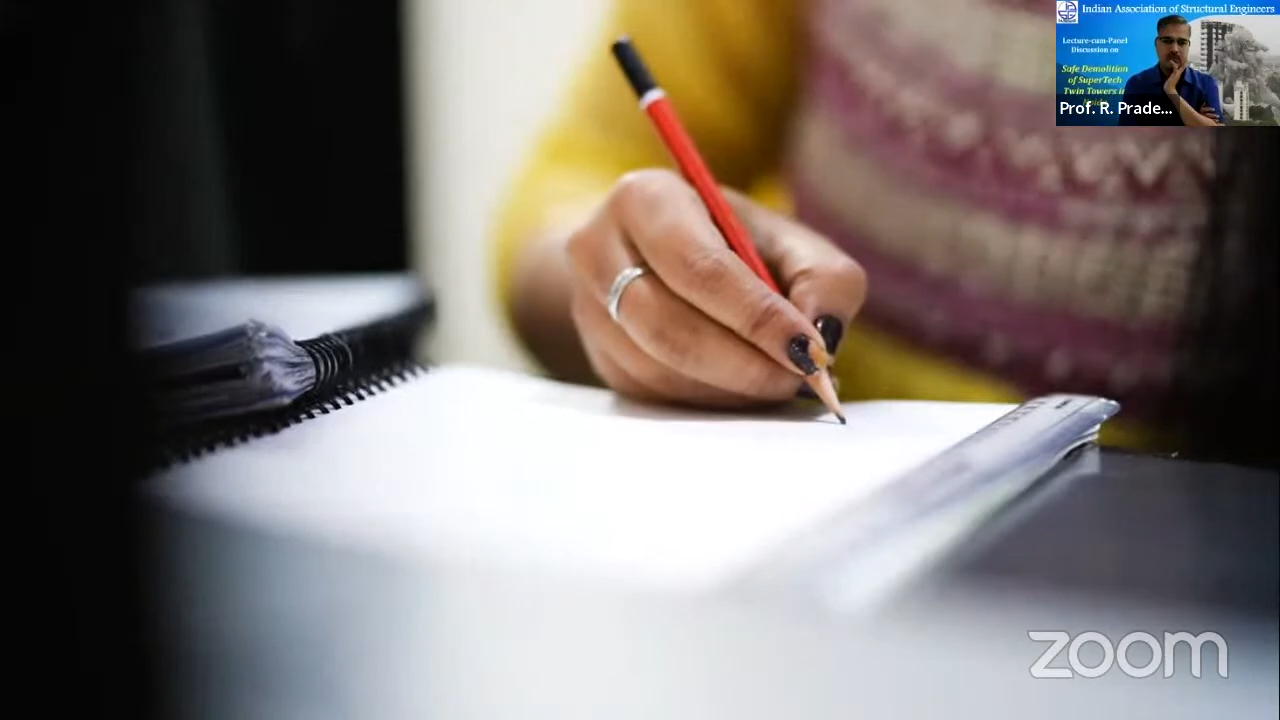 Indian Association of Structural Engineers
Lecture-cum-Panel
Discussion on
Safe Demolition
of SuperTech
Twin Towers in
Prof. R. Prade...
zoom